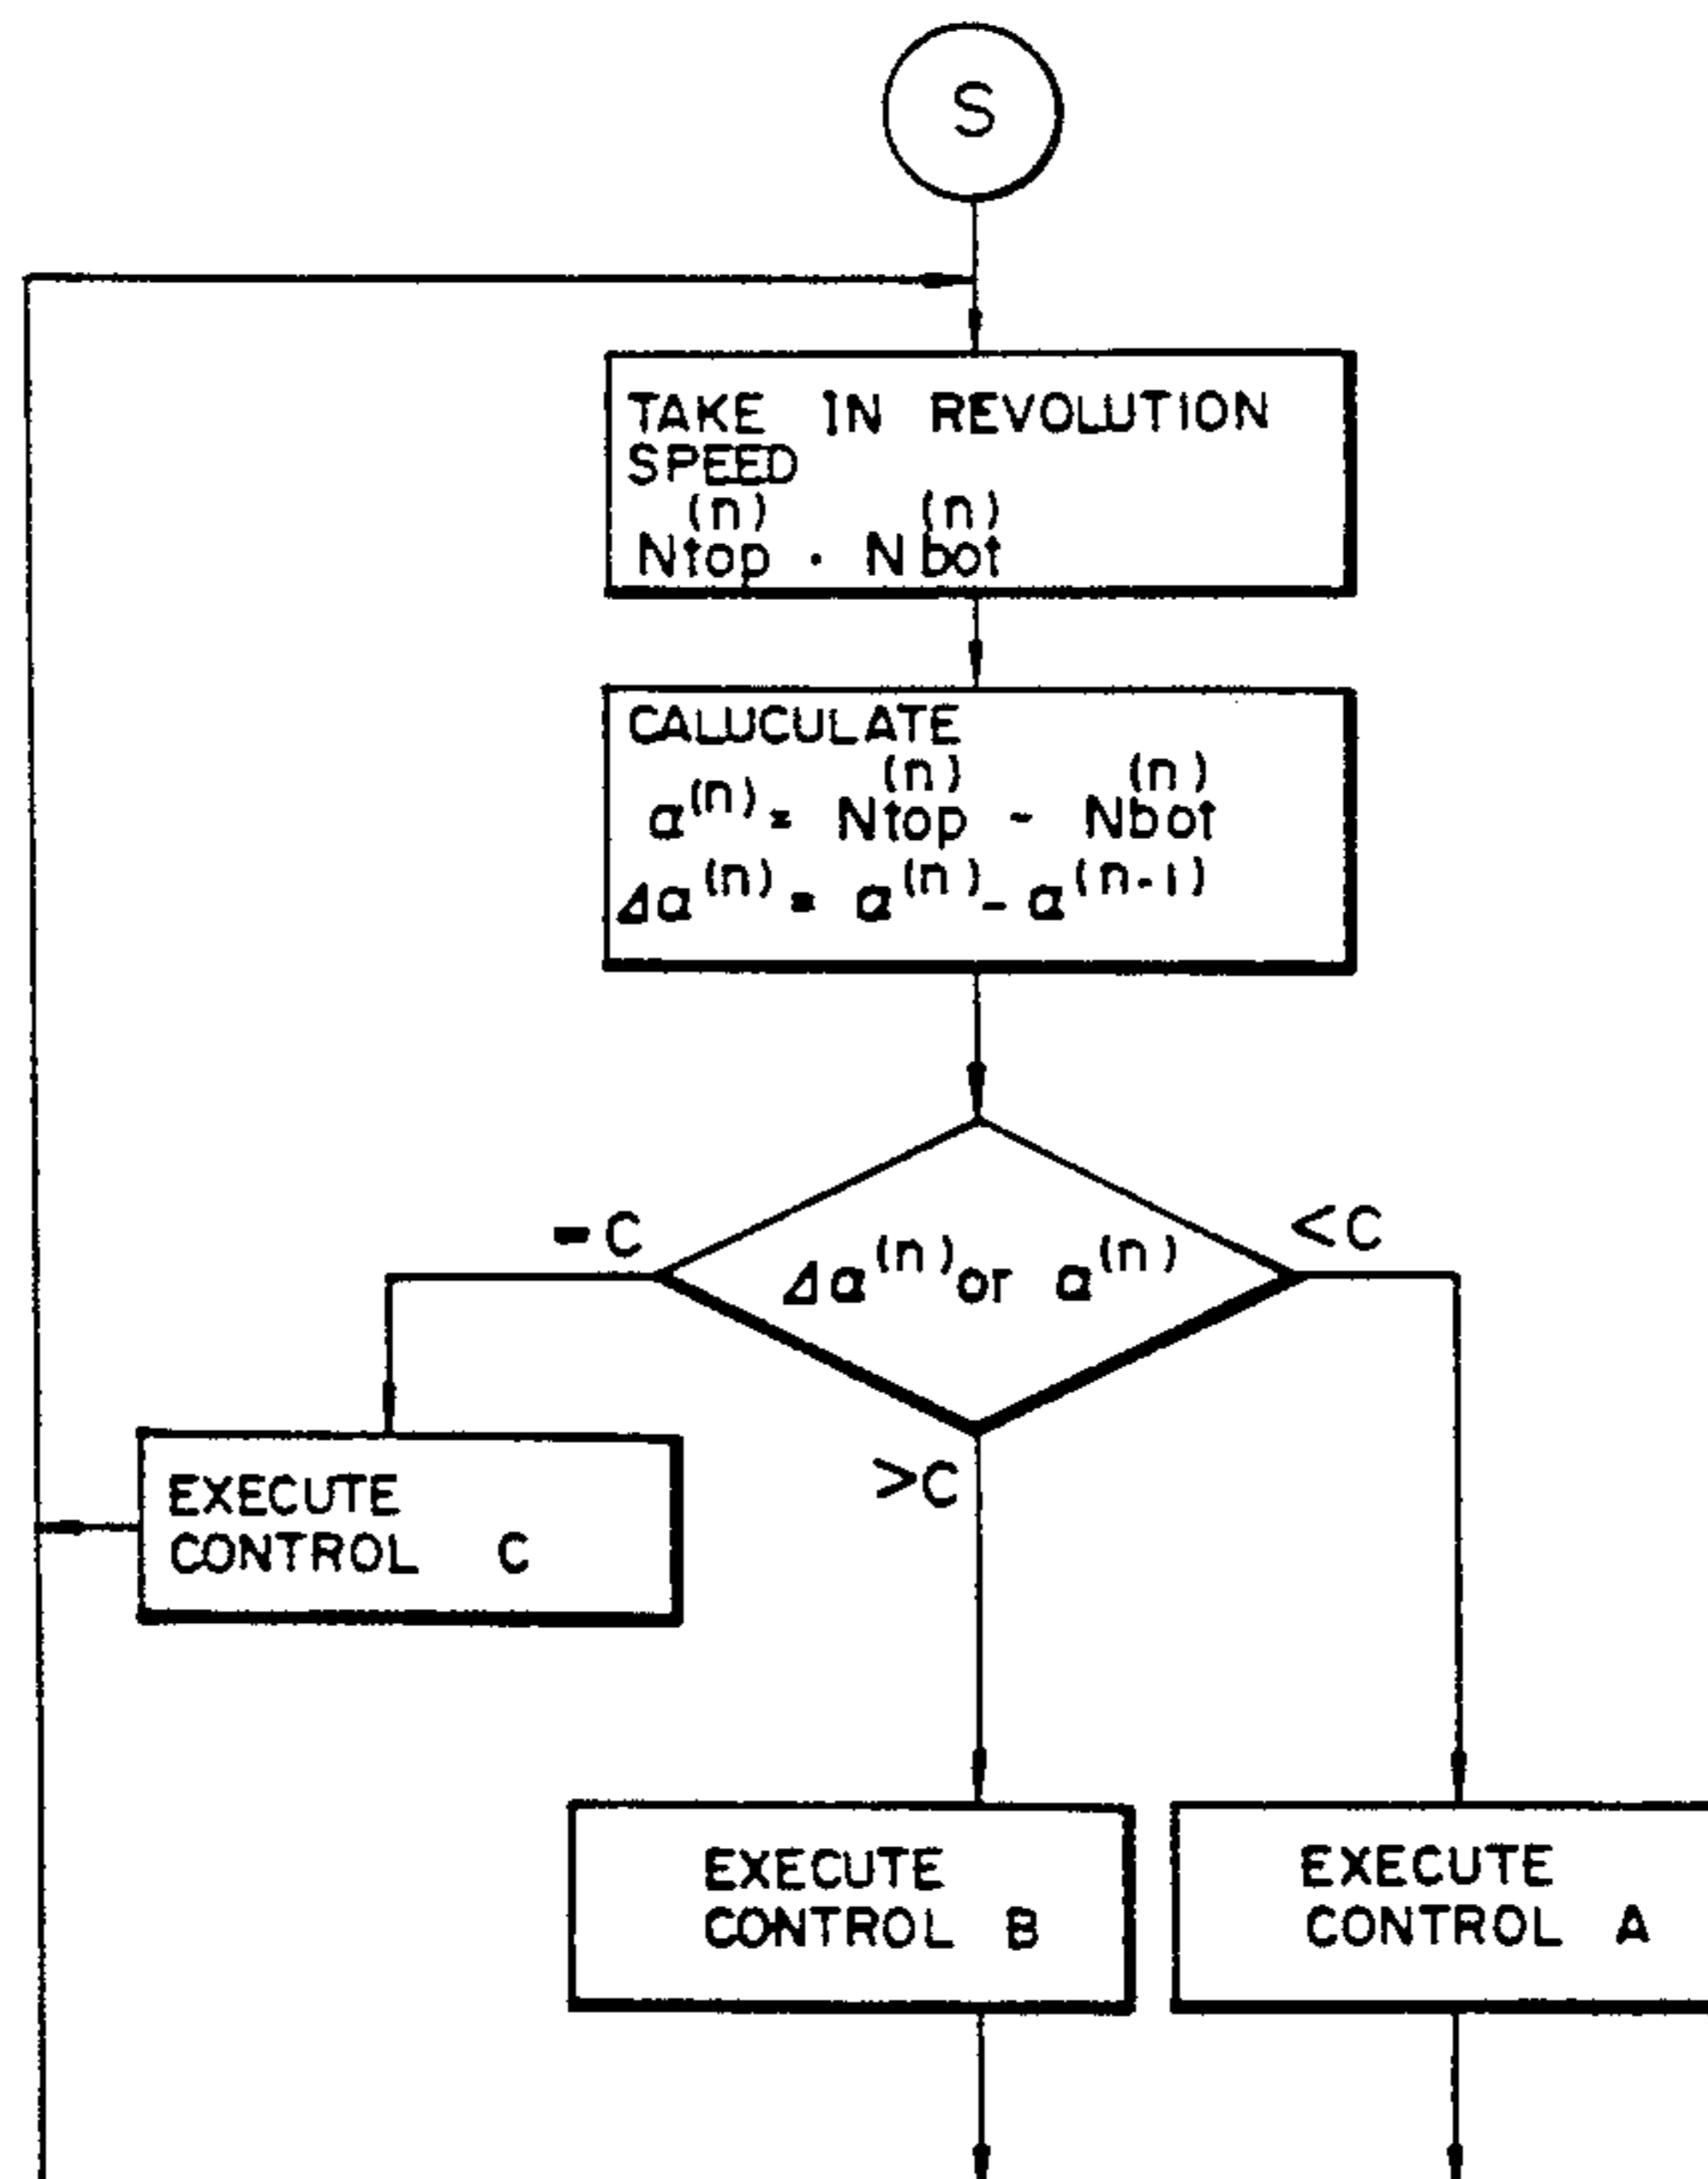 S
TAKE IN REVOLUTION
SPEED
(n) (n)
Ntop . Nbot
CALUCULATE
(n) (n)
α(n) = Ntop - Nbot
Δα(n) = α(n) - α(n-1)
=C
Δα(n) or α(n)
<C
>C
EXECUTE
CONTROL C
EXECUTE
CONTROL B
EXECUTE
CONTROL A